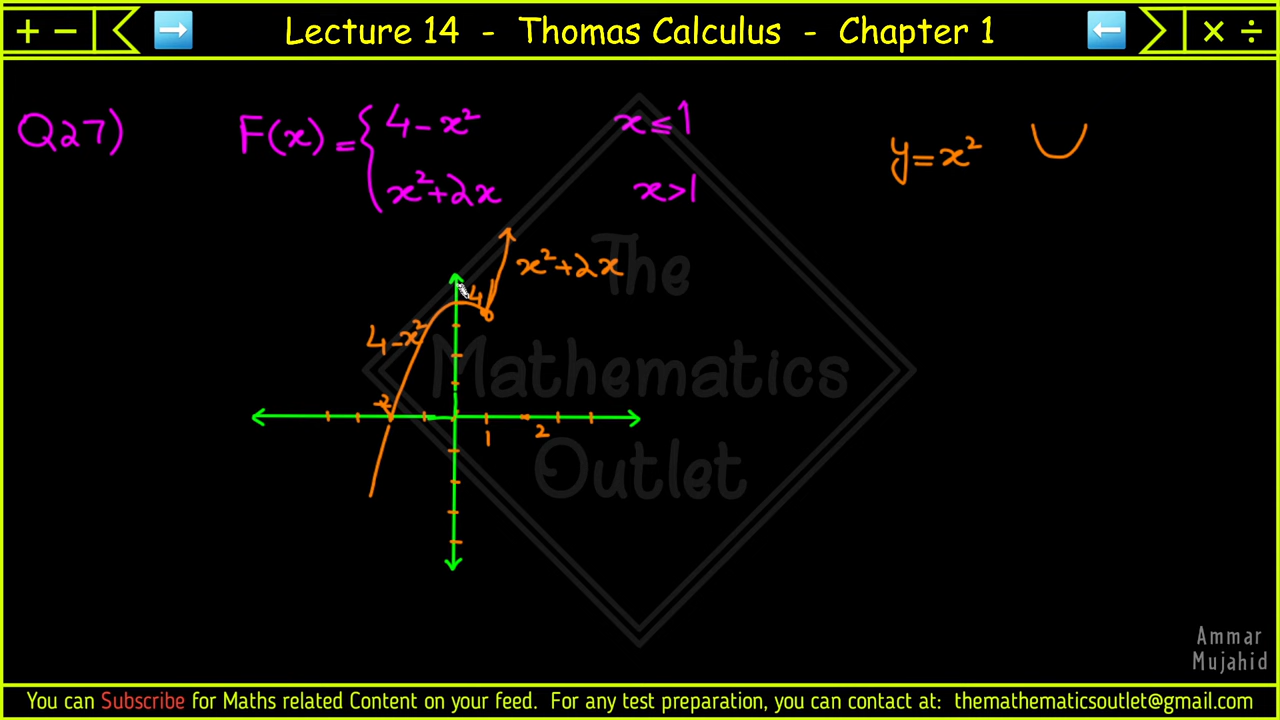 + − Lecture 14 - Thomas Calculus - Chapter 1 × ÷
Q27) F(x) = { 4-x² x≤1
x²+2x x>1
y=x²
The
x²+2x
4
4-x²
Mathematics
-2
1 2
Outlet
Ammar
Mujahid
You can Subscribe for Maths related Content on your feed. For any test preparation, you can contact at: themathematicsoutlet@gmail.com